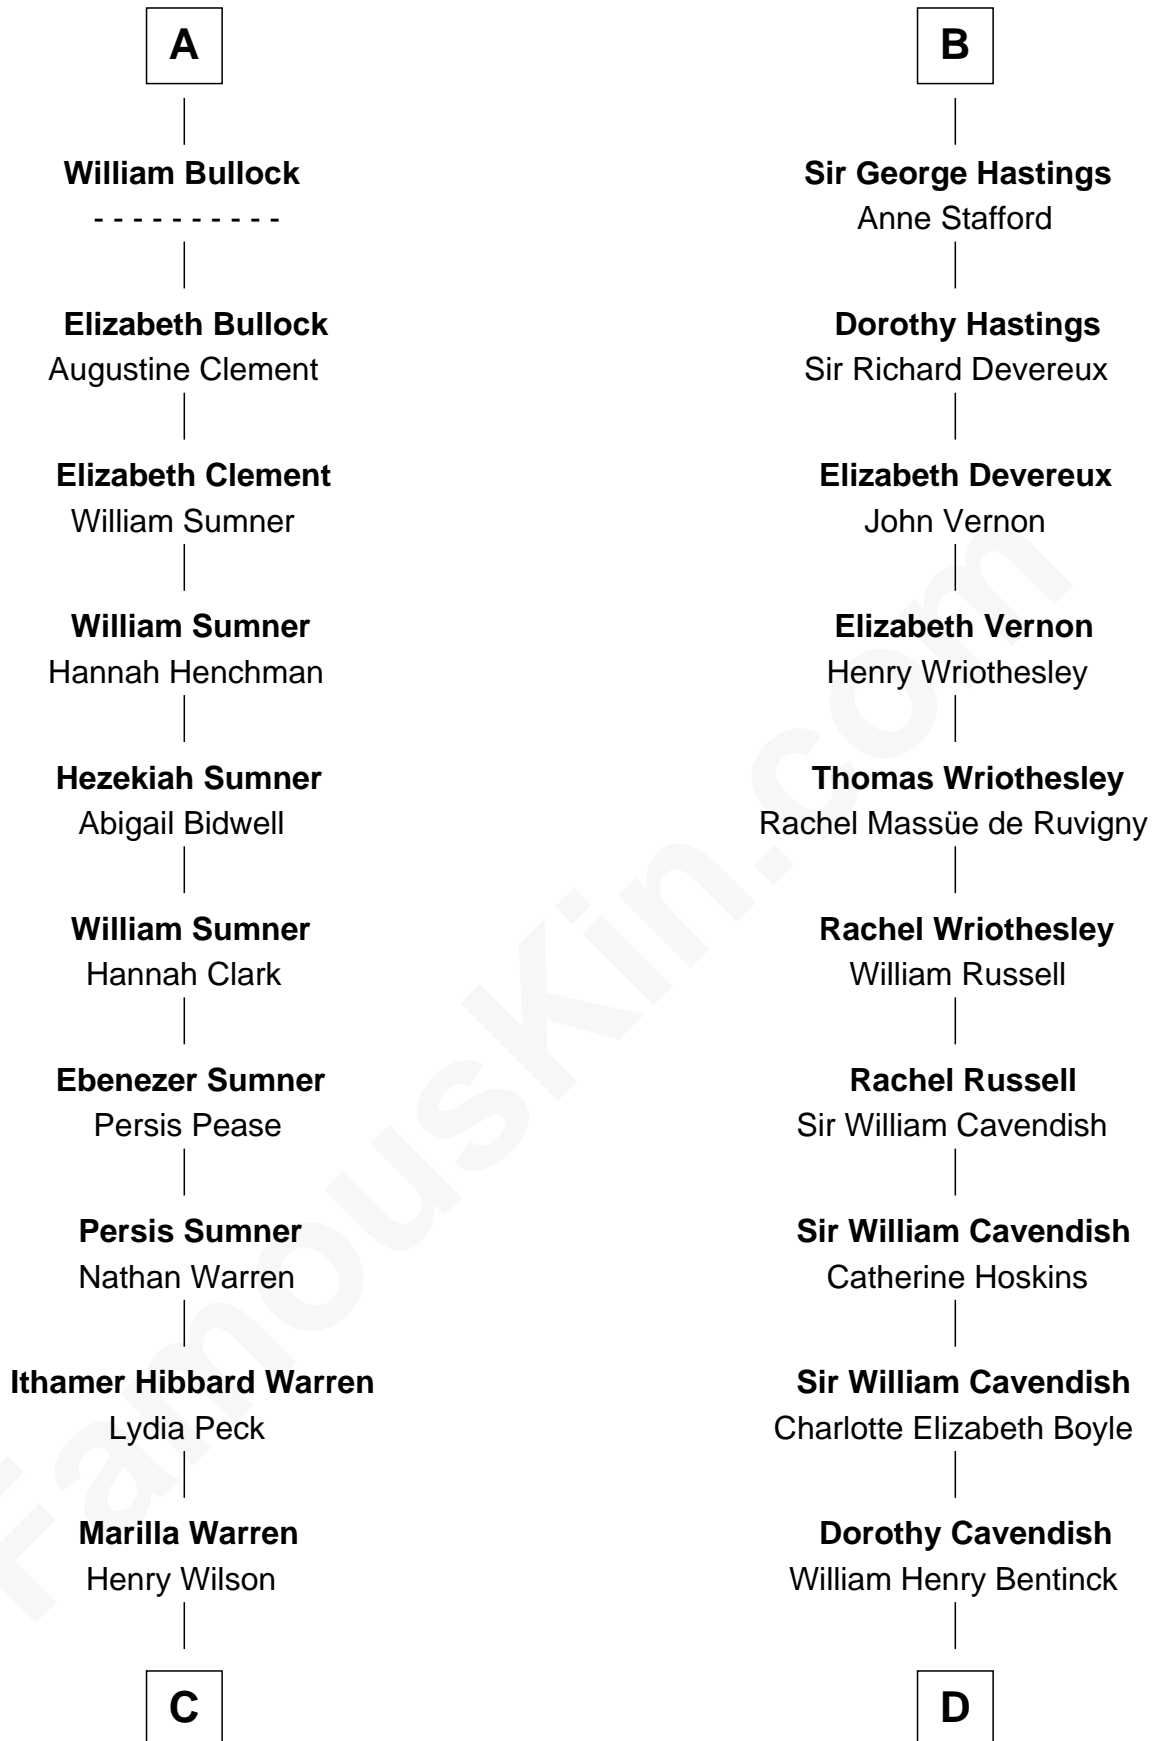 A
William Bullock
- - - - - - - - - -
Elizabeth Bullock
Augustine Clement
Elizabeth Clement
William Sumner
William Sumner
Hannah Henchman
Hezekiah Sumner
Abigail Bidwell
William Sumner
Hannah Clark
Ebenezer Sumner
Persis Pease
Persis Sumner
Nathan Warren
Ithamer Hibbard Warren
Lydia Peck
Marilla Warren
Henry Wilson
C
B
Sir George Hastings
Anne Stafford
Dorothy Hastings
Sir Richard Devereux
Elizabeth Devereux
John Vernon
Elizabeth Vernon
Henry Wriothesley
Thomas Wriothesley
Rachel Massüe de Ruvigny
Rachel Wriothesley
William Russell
Rachel Russell
Sir William Cavendish
Sir William Cavendish
Catherine Hoskins
Sir William Cavendish
Charlotte Elizabeth Boyle
Dorothy Cavendish
William Henry Bentinck
D
FamousKin.com